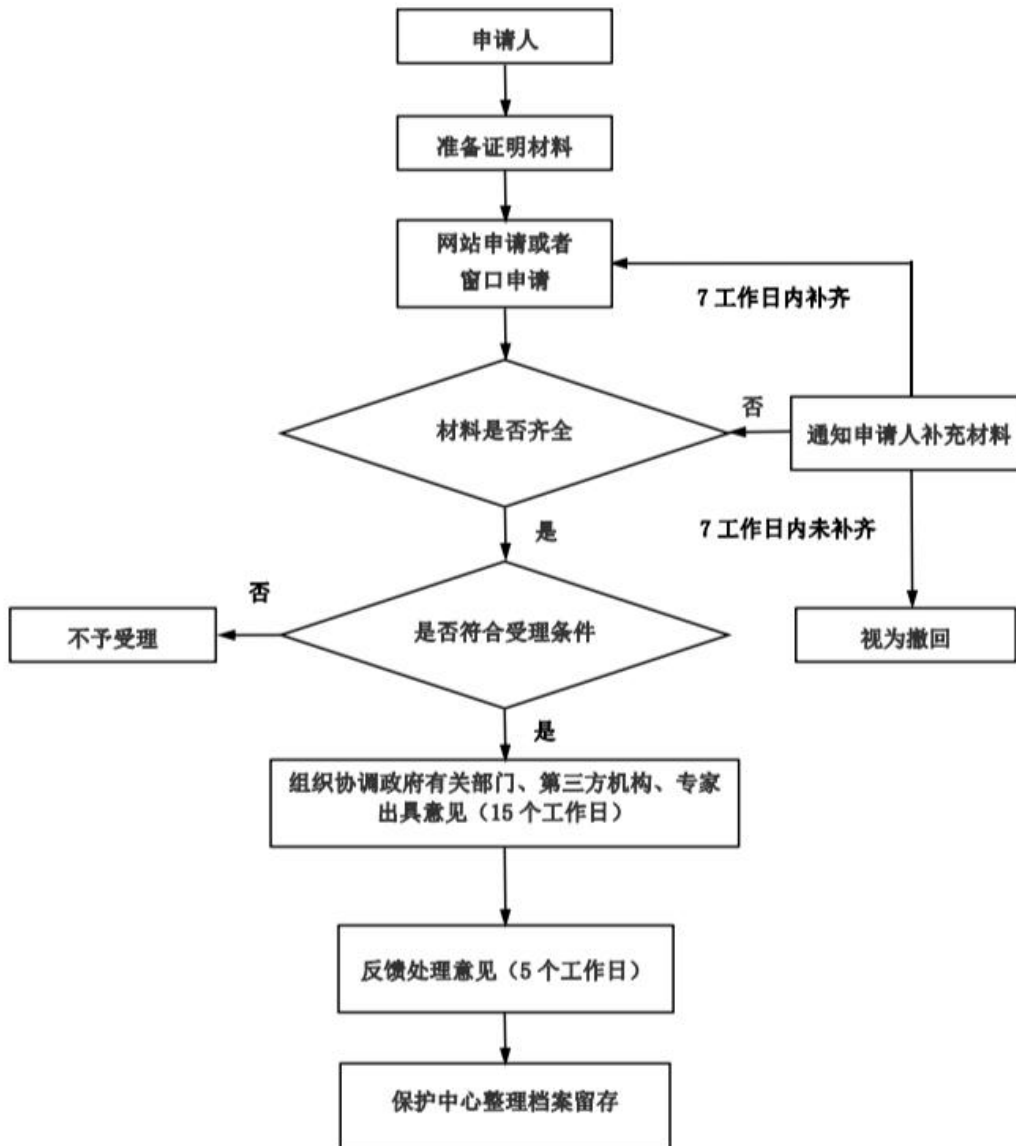 申请人
准备证明材料
网站申请或者
窗口申请
7 工作日内补齐
材料是否齐全
否
通知申请人补充材料
是
7 工作日内未补齐
否
不予受理
是否符合受理条件
视为撤回
是
组织协调政府有关部门、第三方机构、专家
出具意见（15 个工作日）
反馈处理意见（5 个工作日）
保护中心整理档案留存